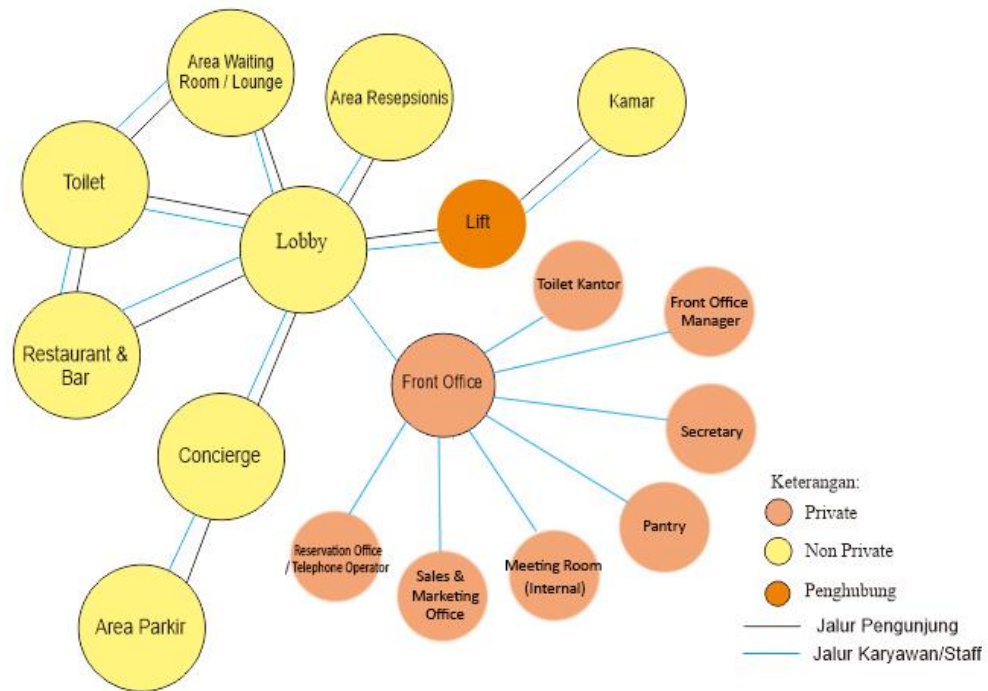 Area Waiting
Room / Lounge
Area Resepsionis
Kamar
Toilet
Lobby
Lift
Toilet Kantor
Front Office
Manager
Restaurant &
Bar
Front Office
Secretary
Concierge
Pantry
Reservation Office
/ Telephone Operator
Sales &
Marketing
Office
Meeting Room
(Internal)
Area Parkir
Keterangan:
Private
Non Private
Penghubung
Jalur Pengunjung
Jalur Karyawan/Staff